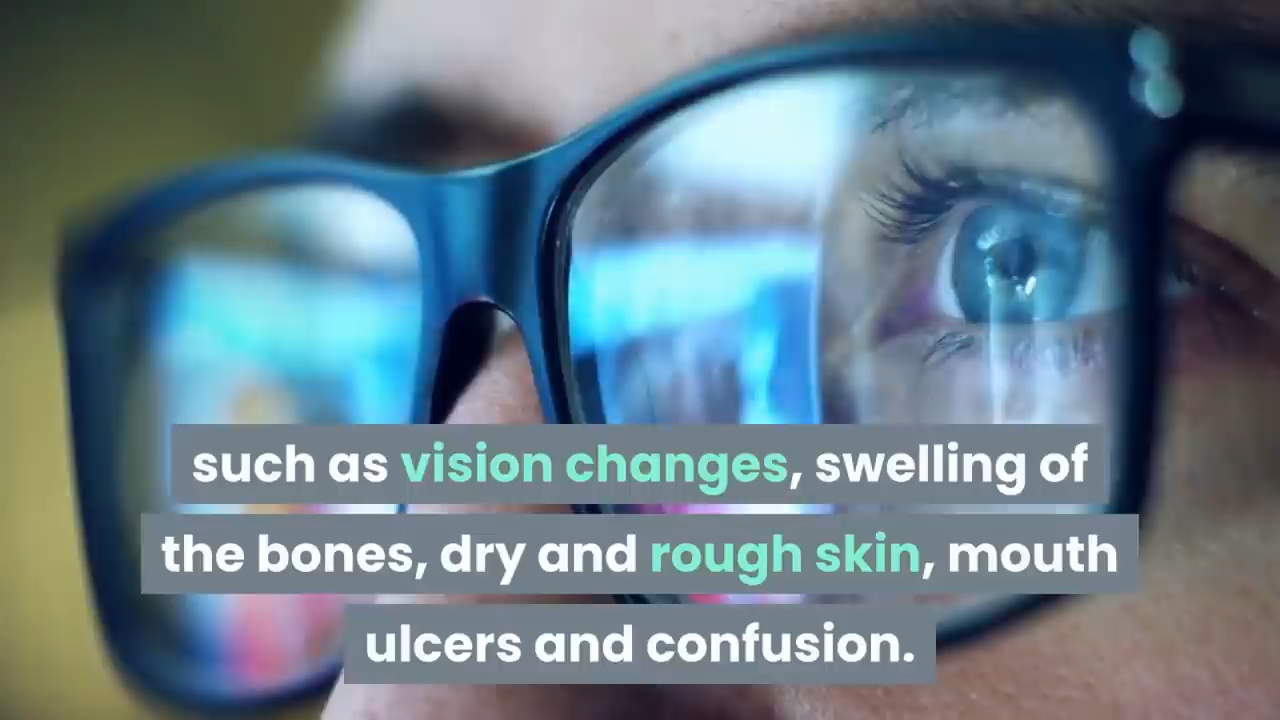 such as vision changes, swelling of
the bones, dry and rough skin, mouth
ulcers and confusion.